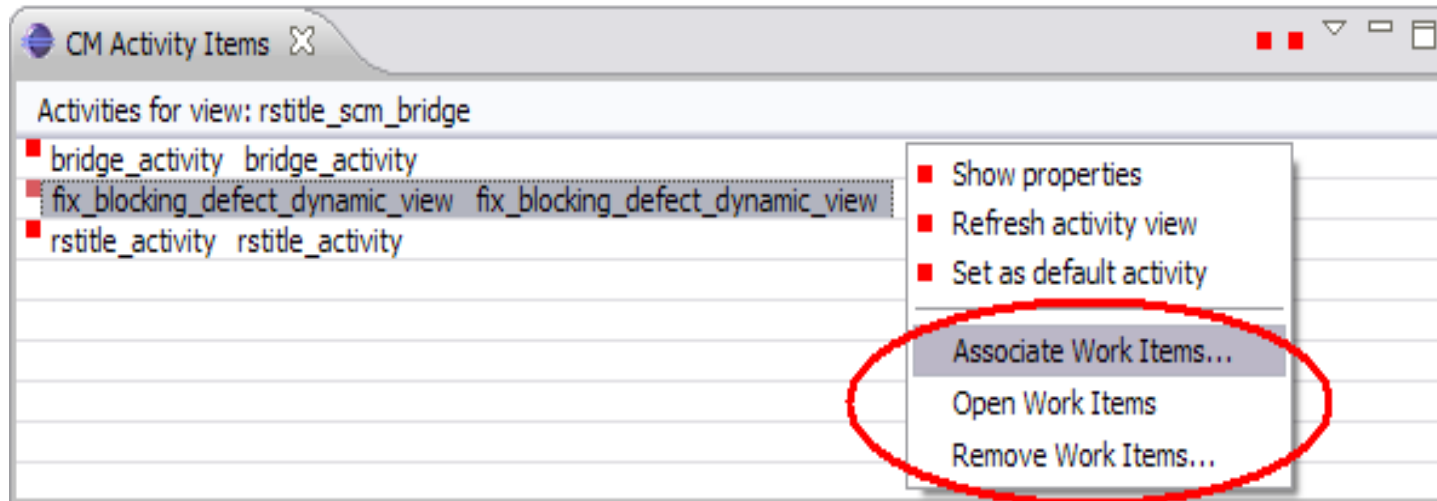 CM Activity Items
Activities for view: rstitle_scm_bridge
bridge_activity bridge_activity
fix_blocking_defect_dynamic_view fix_blocking_defect_dynamic_view
rstitle_activity rstitle_activity
Show properties
Refresh activity view
Set as default activity
Associate Work Items...
Open Work Items
Remove Work Items...